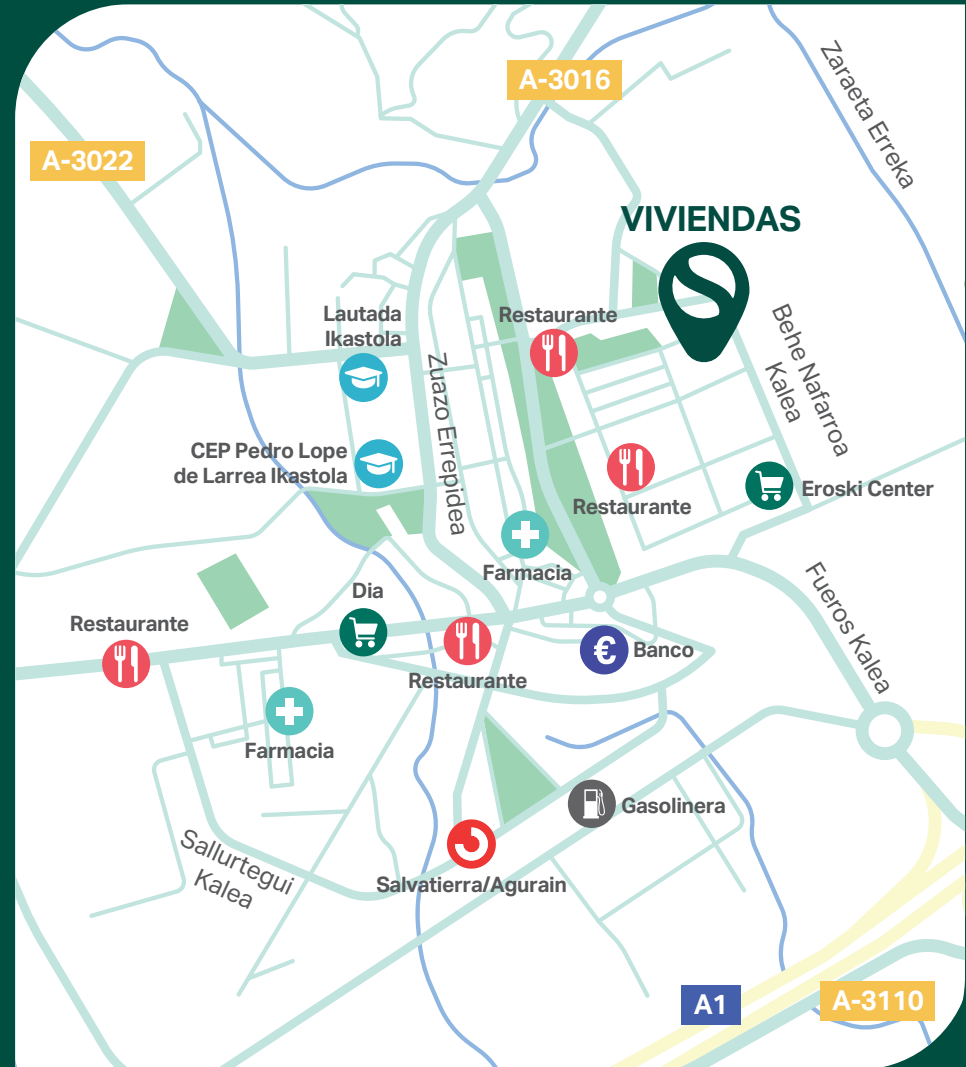 A-3016
Zaraeta Erreka
A-3022
VIVIENDAS
Lautada
Ikastola
Restaurante
Behe Nafarroa
Kalea
Zuazo Errepidea
CEP Pedro Lope
de Larrea Ikastola
Restaurante
Eroski Center
Farmacia
Dia
Fueros Kalea
Restaurante
Restaurante
€
Banco
Farmacia
Gasolinera
Sallurtegui
Kalea
Salvatierra/Agurain
A1
A-3110